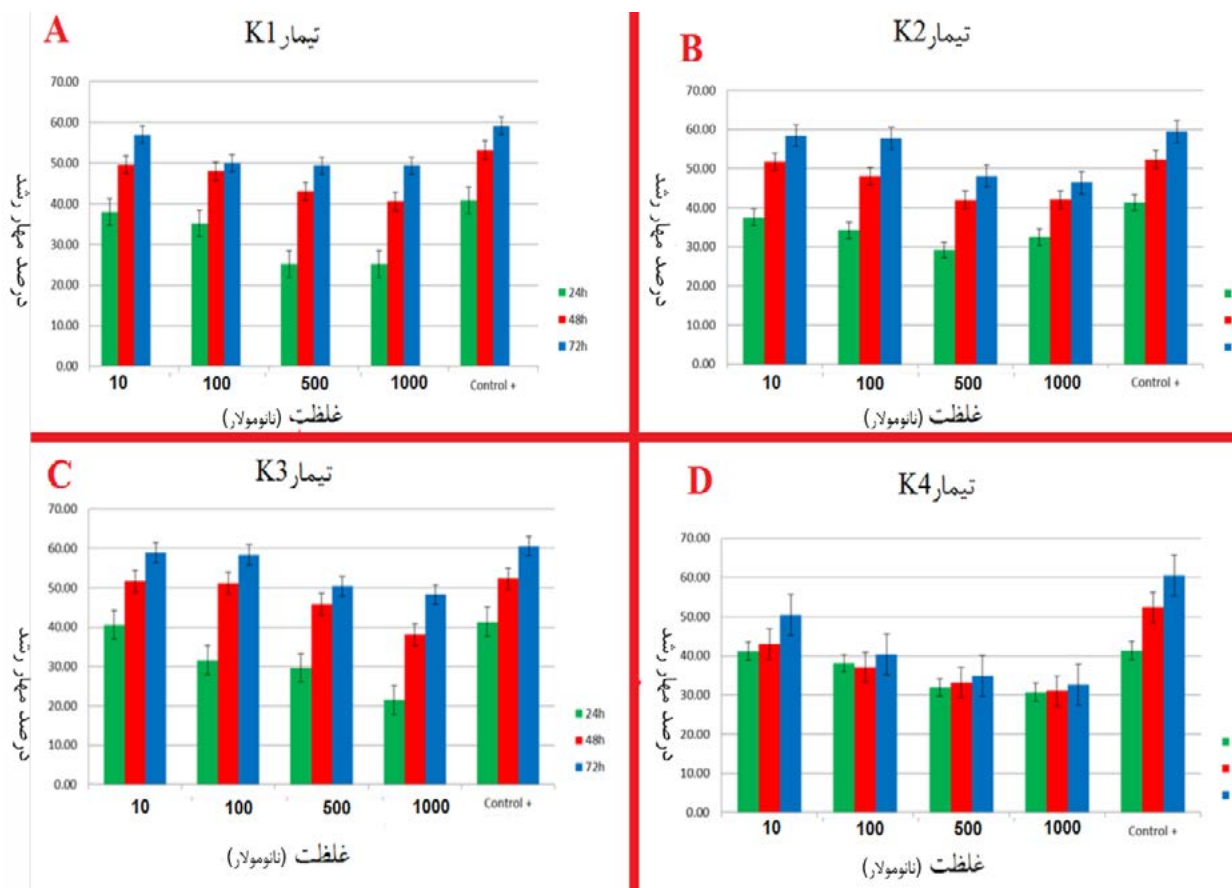 A
تیمار K1
درصد مهار رشد
70.00
60.00
50.00
40.00
30.00
20.00
10.00
0.00
10 100 500 1000 Control +
غلظت (نانومولار)
24h
48h
72h
B
تیمار K2
درصد مهار رشد
70.00
60.00
50.00
40.00
30.00
20.00
10.00
0.00
10 100 500 1000 Control +
غلظت (نانومولار)
C
تیمار K3
درصد مهار رشد
70.00
60.00
50.00
40.00
30.00
20.00
10.00
0.00
10 100 500 1000 Control +
غلظت (نانومولار)
24h
48h
72h
D
تیمار K4
درصد مهار رشد
70.00
60.00
50.00
40.00
30.00
20.00
10.00
0.00
10 100 500 1000 Control +
غلظت (نانومولار)